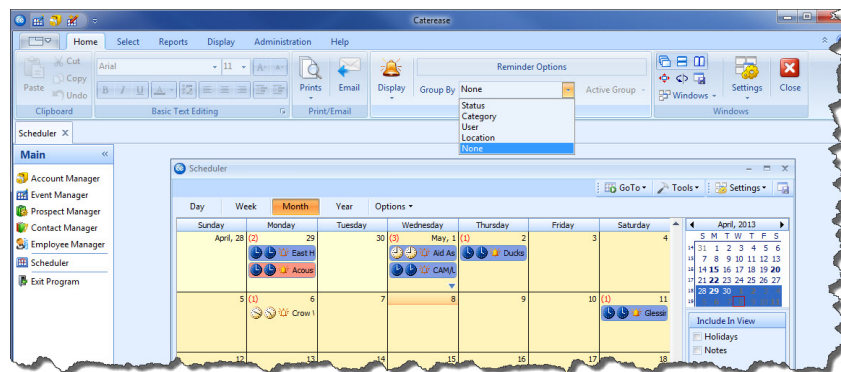 Caterease
Home Select Reports Display Administration Help
Cut
Copy
Undo
Paste
Clipboard
Arial 11
B I U A
Basic Text Editing
Prints Email
Print/Email
Display
Reminder Options
Group By None Active Group
Status
Category
User
Location
None
Windows
Settings
Close
Windows
Scheduler X
Main «
Account Manager
Event Manager
Prospect Manager
Contact Manager
Employee Manager
Scheduler
Exit Program
Scheduler
GoTo Tools Settings
Day Week Month Year Options
Sunday Monday Tuesday Wednesday Thursday Friday Saturday
April, 28 (2) 29 30 (3) May, 1 (1) 2 3 4
East H Aid As Ducks
Acous CAM/L
5 (1) 6 7 8 9 10 (1) 11
Crow Glessir
12 13 14 15 16 17 18
April, 2013
S M T W T F S
14 31 1 2 3 4 5 6
15 7 8 9 10 11 12 13
16 14 15 16 17 18 19 20
17 21 22 23 24 25 26 27
18 28 29 30
19
Include In View
Holidays
Notes